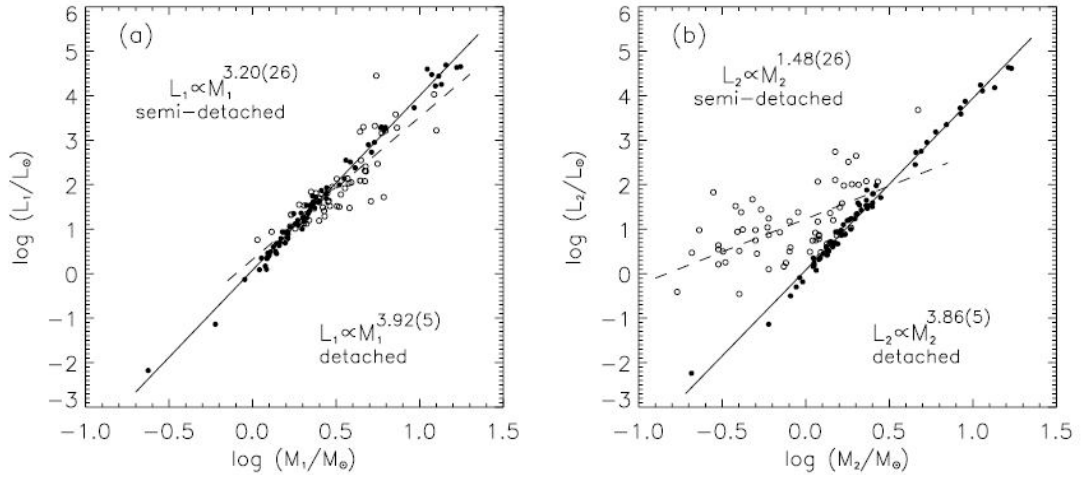 (a)
L₁∝M₁^3.20(26)
semi-detached
L₁∝M₁^3.92(5)
detached
log (L₁/L⊙)
6
5
4
3
2
1
0
−1
−2
−3
−1.0 −0.5 0.0 0.5 1.0 1.5
log (M₁/M⊙)
(b)
L₂∝M₂^1.48(26)
semi-detached
L₂∝M₂^3.86(5)
detached
log (L₂/L⊙)
6
5
4
3
2
1
0
−1
−2
−3
−1.0 −0.5 0.0 0.5 1.0 1.5
log (M₂/M⊙)